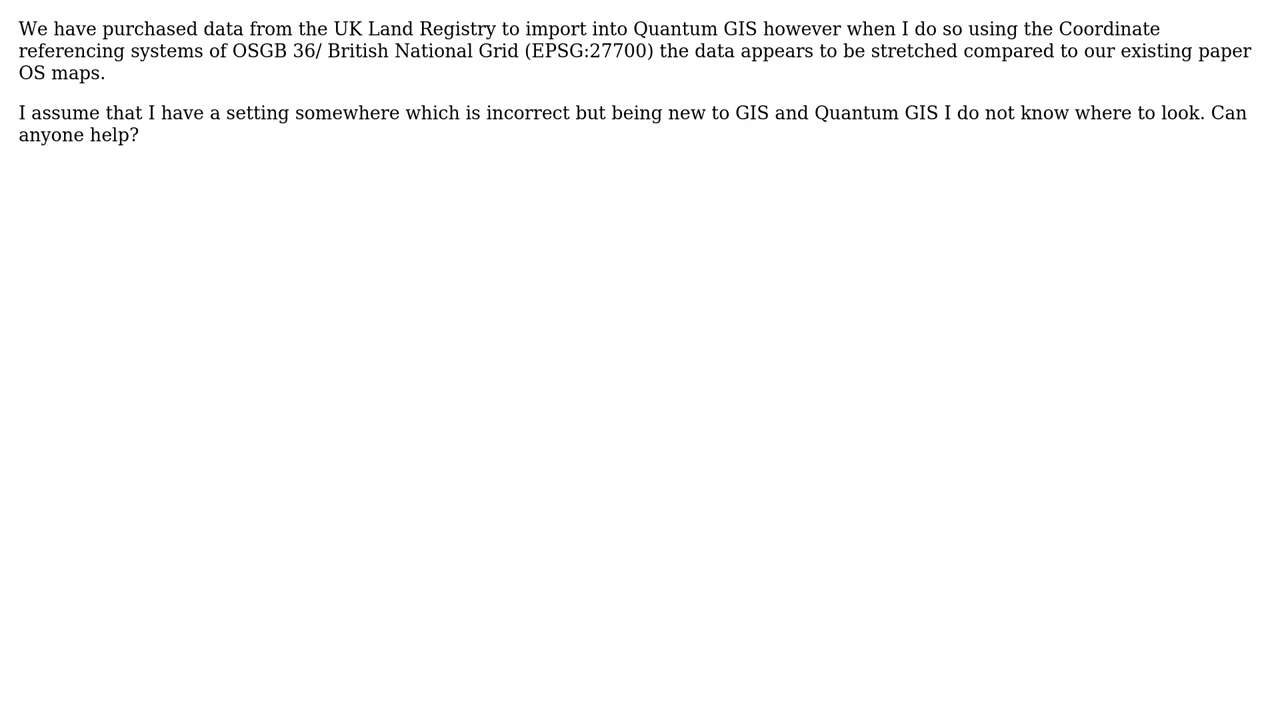 We have purchased data from the UK Land Registry to import into Quantum GIS however when I do so using the Coordinate
referencing systems of OSGB 36/ British National Grid (EPSG:27700) the data appears to be stretched compared to our existing paper
OS maps.
I assume that I have a setting somewhere which is incorrect but being new to GIS and Quantum GIS I do not know where to look. Can
anyone help?